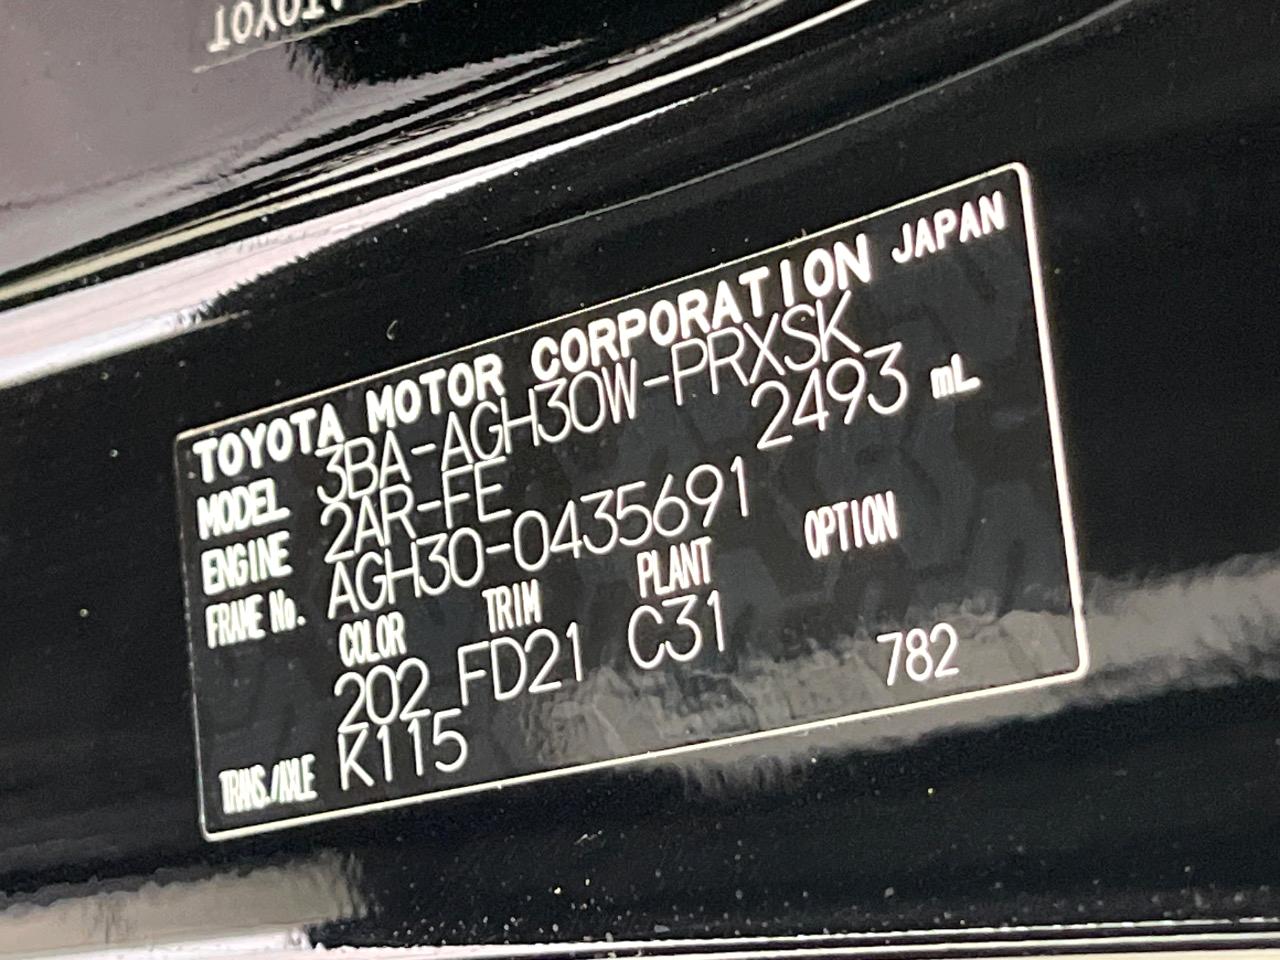 TOYOTA MOTOR CORPORATION JAPAN
MODEL 3BA-AGH30W-PRXSK
ENGINE 2AR-FE 2493 mL
FRAME No. AGH30-0435691
COLOR TRIM PLANT OPTION
202 FD21 C31
TRANS./AXLE K115 782